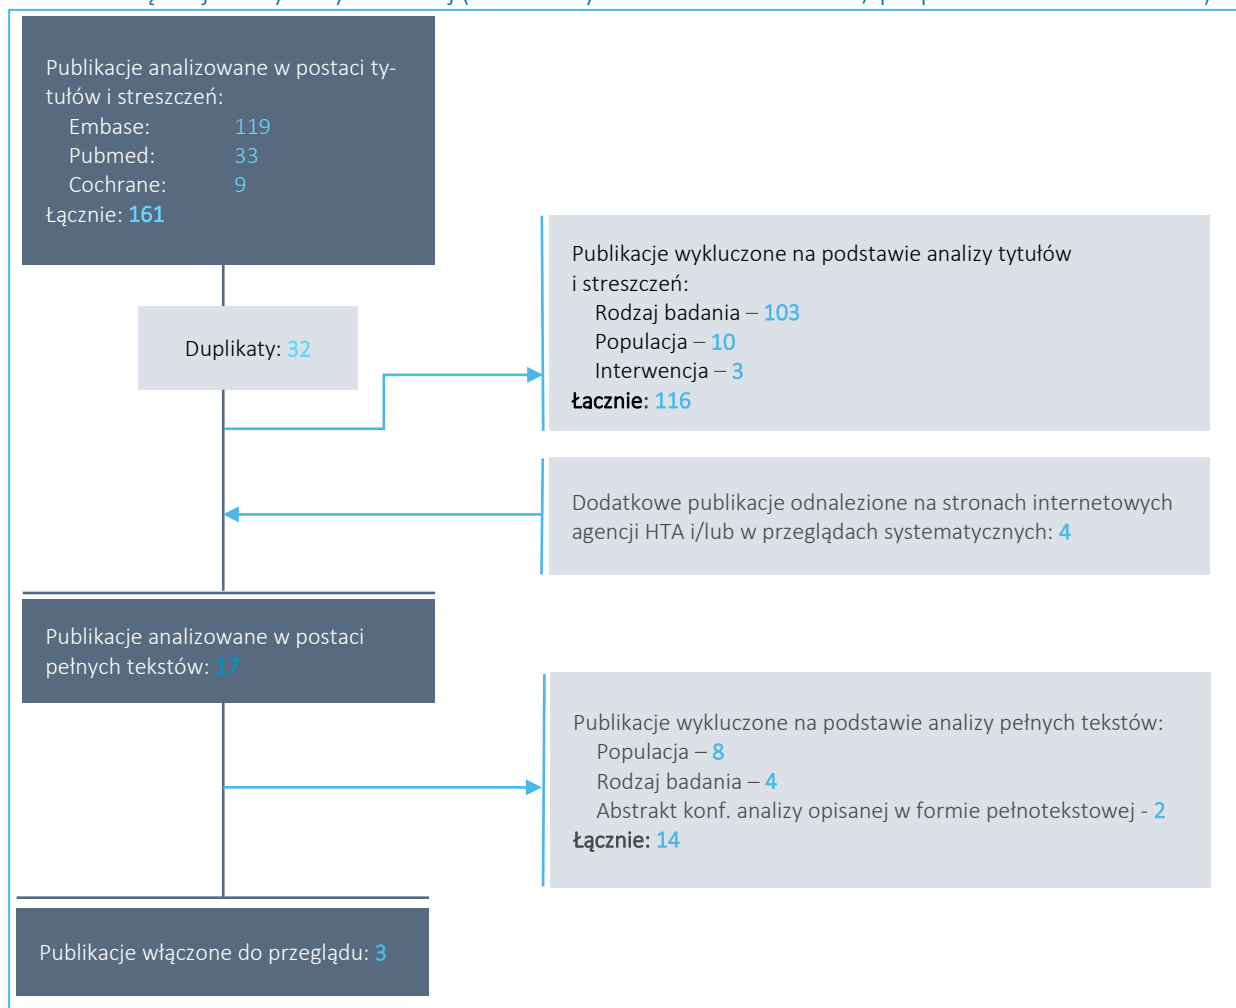 Publikacje analizowane w postaci ty-
tułów i streszczeń:
Embase: 119
Pubmed: 33
Cochrane: 9
Łącznie: 161
Publikacje wykluczone na podstawie analizy tytułów
i streszczeń:
Rodzaj badania – 103
Populacja – 10
Interwencja – 3
Łacznie: 116
Duplikaty: 32
Dodatkowe publikacje odnalezione na stronach internetowych
agencji HTA i/lub w przeglądach systematycznych: 4
Publikacje analizowane w postaci
pełnych tekstów: 17
Publikacje wykluczone na podstawie analizy pełnych tekstów:
Populacja – 8
Rodzaj badania – 4
Abstrakt konf. analizy opisanej w formie pełnotekstowej - 2
Łącznie: 14
Publikacje włączone do przeglądu: 3